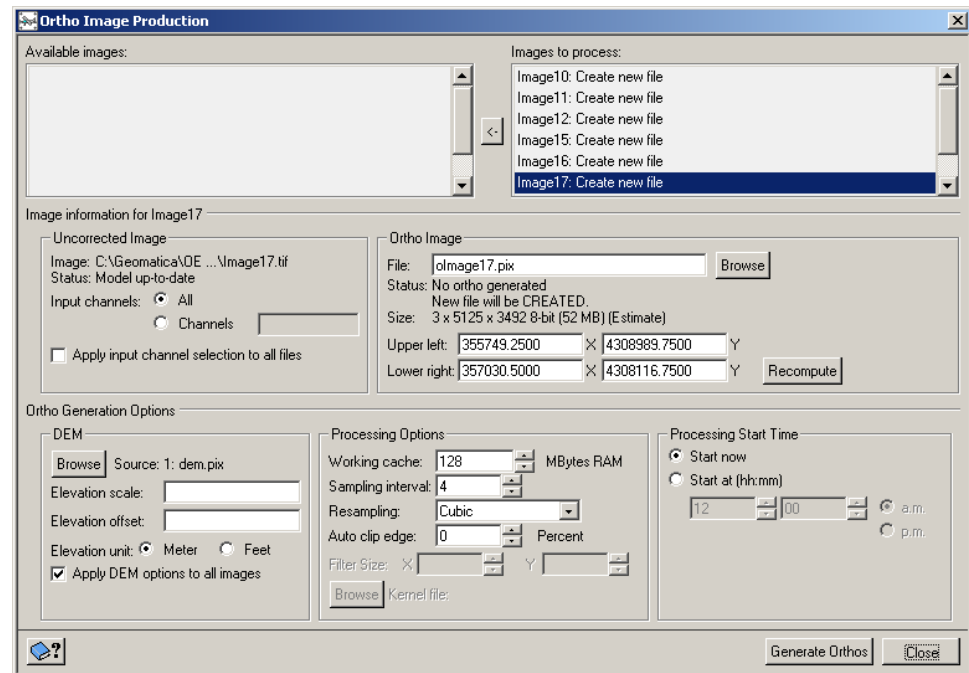 Ortho Image Production
Available images:
Images to process:
<-
Image10: Create new file
Image11: Create new file
Image12: Create new file
Image15: Create new file
Image16: Create new file
Image17: Create new file
Image information for Image17
Uncorrected Image
Image: C:\Geomatica\OE ...\Image17.tif
Status: Model up-to-date
Input channels: All
Channels
Apply input channel selection to all files
Ortho Image
File: oImage17.pix Browse
Status: No ortho generated
New file will be CREATED.
Size: 3 x 5125 x 3492 8-bit (52 MB) (Estimate)
Upper left: 355749.2500 X 4308989.7500 Y
Lower right: 357030.5000 X 4308116.7500 Y Recompute
Ortho Generation Options
DEM
Browse Source: 1: dem.pix
Elevation scale:
Elevation offset:
Elevation unit: Meter Feet
Apply DEM options to all images
Processing Options
Working cache: 128 MBytes RAM
Sampling interval: 4
Resampling: Cubic
Auto clip edge: 0 Percent
Filter Size: X Y
Browse Kernel file:
Processing Start Time
Start now
Start at (hh:mm)
12 00 a.m.
p.m.
?
Generate Orthos Close